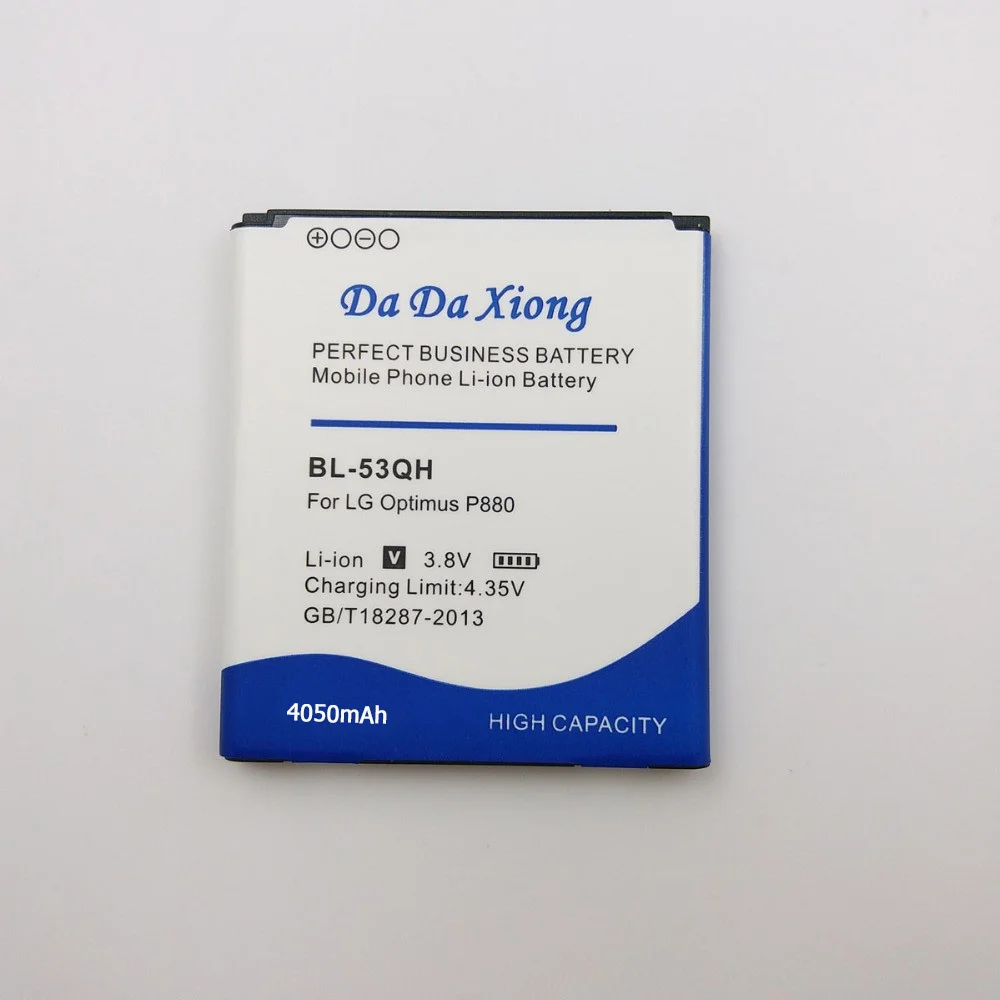 Da Da Xiong
PERFECT BUSINESS BATTERY
Mobile Phone Li-ion Battery
BL-53QH
For LG Optimus P880
Li-ion V 3.8V
Charging Limit:4.35V
GB/T18287-2013
4050mAh
HIGH CAPACITY